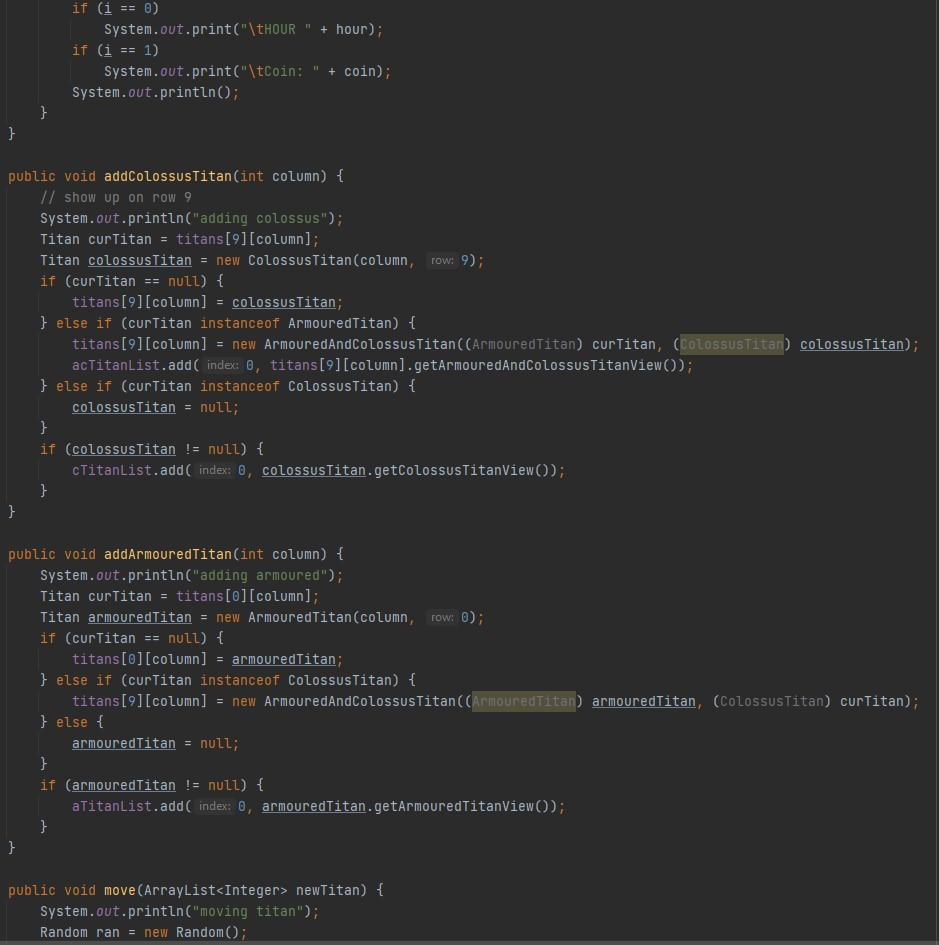 if (i == 0)
            System.out.print("\tHOUR " + hour);
        if (i == 1)
            System.out.print("\tCoin: " + coin);
        System.out.println();
    }
}

public void addColossusTitan(int column) {
    // show up on row 9
    System.out.println("adding colossus");
    Titan curTitan = titans[9][column];
    Titan colossusTitan = new ColossusTitan(column, row: 9);
    if (curTitan == null) {
        titans[9][column] = colossusTitan;
    } else if (curTitan instanceof ArmouredTitan) {
        titans[9][column] = new ArmouredAndColossusTitan((ArmouredTitan) curTitan, (ColossusTitan) colossusTitan);
        acTitanList.add( index: 0, titans[9][column].getArmouredAndColossusTitanView());
    } else if (curTitan instanceof ColossusTitan) {
        colossusTitan = null;
    }
    if (colossusTitan != null) {
        cTitanList.add( index: 0, colossusTitan.getColossusTitanView());
    }
}

public void addArmouredTitan(int column) {
    System.out.println("adding armoured");
    Titan curTitan = titans[0][column];
    Titan armouredTitan = new ArmouredTitan(column, row: 0);
    if (curTitan == null) {
        titans[0][column] = armouredTitan;
    } else if (curTitan instanceof ColossusTitan) {
        titans[9][column] = new ArmouredAndColossusTitan((ArmouredTitan) armouredTitan, (ColossusTitan) curTitan);
    } else {
        armouredTitan = null;
    }
    if (armouredTitan != null) {
        aTitanList.add( index: 0, armouredTitan.getArmouredTitanView());
    }
}

public void move(ArrayList<Integer> newTitan) {
    System.out.println("moving titan");
    Random ran = new Random();